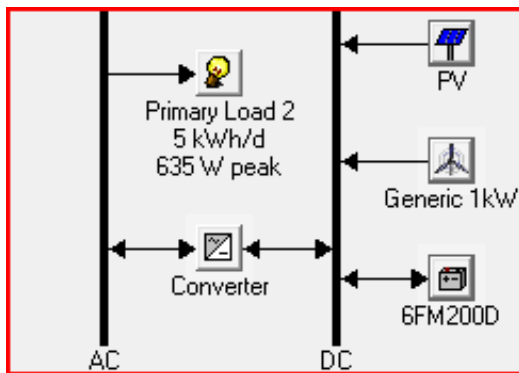 PV
Primary Load 2
5 kWh/d
635 W peak
Generic 1kW
Converter
6FM200D
AC
DC